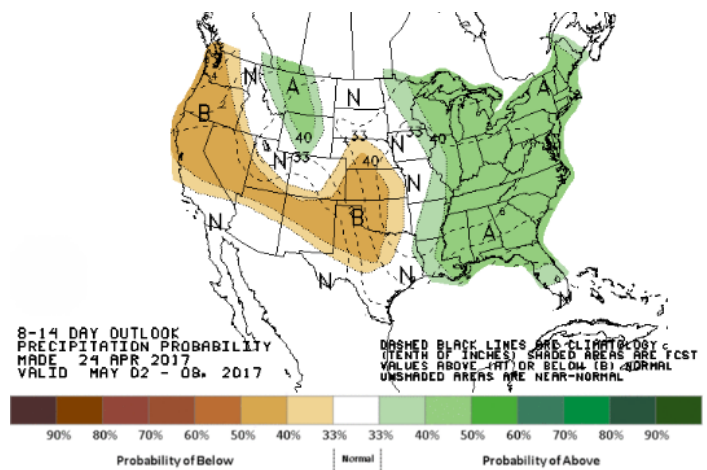 N
N
A
A
B
N
33
N
33
40
40
N
33
40
N
B
A
N
N
N
N
8-14 DAY OUTLOOK
PRECIPITATION PROBABILITY
MADE 24 APR 2017
VALID MAY 02 - 08, 2017
DASHED BLACK LINES ARE CLIMATOLOGY
(TENTH OF INCHES) SHADED AREAS ARE FCST
VALUES ABOVE (A) OR BELOW (B) NORMAL
UNSHADED AREAS ARE NEAR-NORMAL
90% 80% 70% 60% 50% 40% 33% 33% 40% 50% 60% 70% 80% 90%
Probability of Below Normal Probability of Above